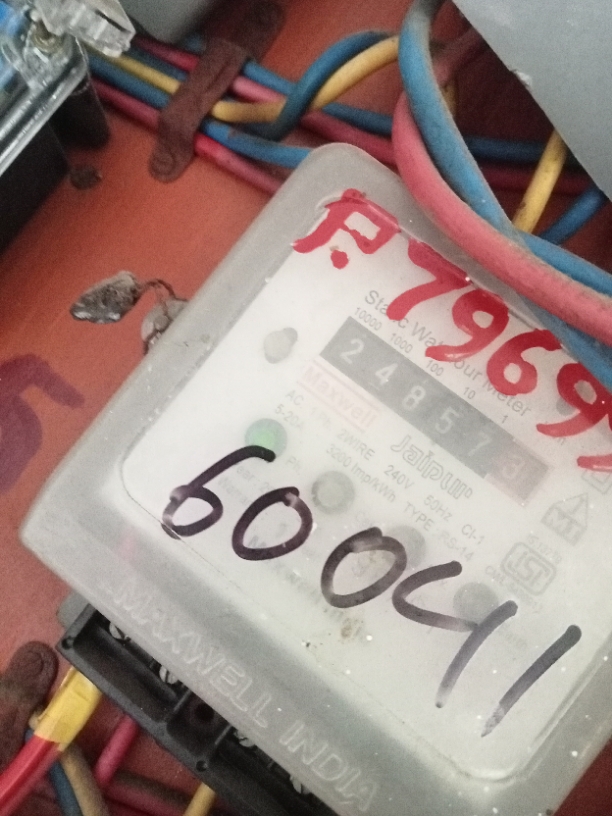 F.7969
Static Watt Hour Meter
10000 1000 100 10 1
2 4 8 5 7 3
Maxwell
Jaipur
AC 1Ph. 2WIRE 240V 50Hz Cl-1
3200 Imp/kWh TYPE RS-14
60041
MAXWELL INDIA
5